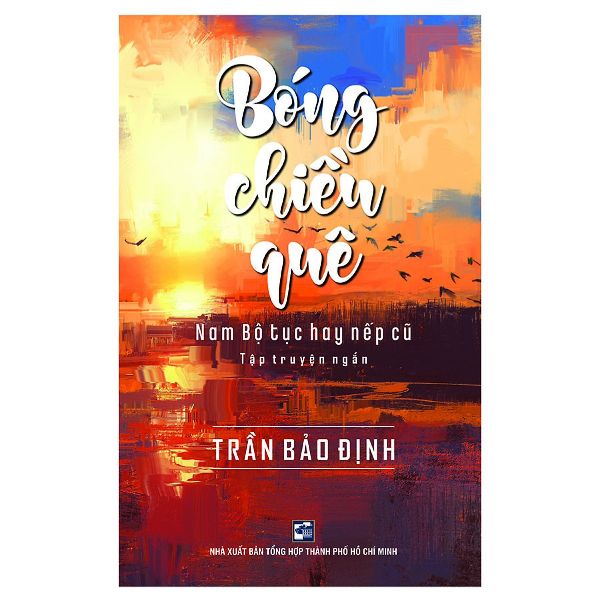 Bóng
chiều
quê
Nam Bộ tục hay nếp cũ
Tập truyện ngắn
TRẦN BẢO ĐỊNH
NHÀ XUẤT BẢN TỔNG HỢP THÀNH PHỐ HỒ CHÍ MINH